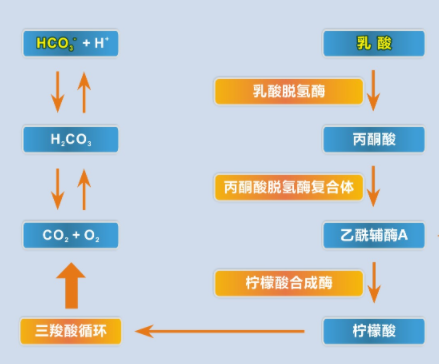 HCO₃⁻ + H⁺
乳酸
乳酸脱氢酶
H₂CO₃
丙酮酸
丙酮酸脱氢酶复合体
CO₂ + O₂
乙酰辅酶A
柠檬酸合成酶
三羧酸循环
柠檬酸